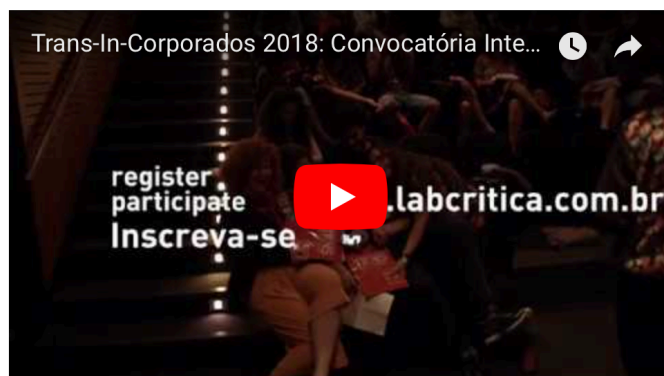 Trans-In-Corporados 2018: Convocatória Inte...
register
participate
Inscreva-se
.labcritica.com.br